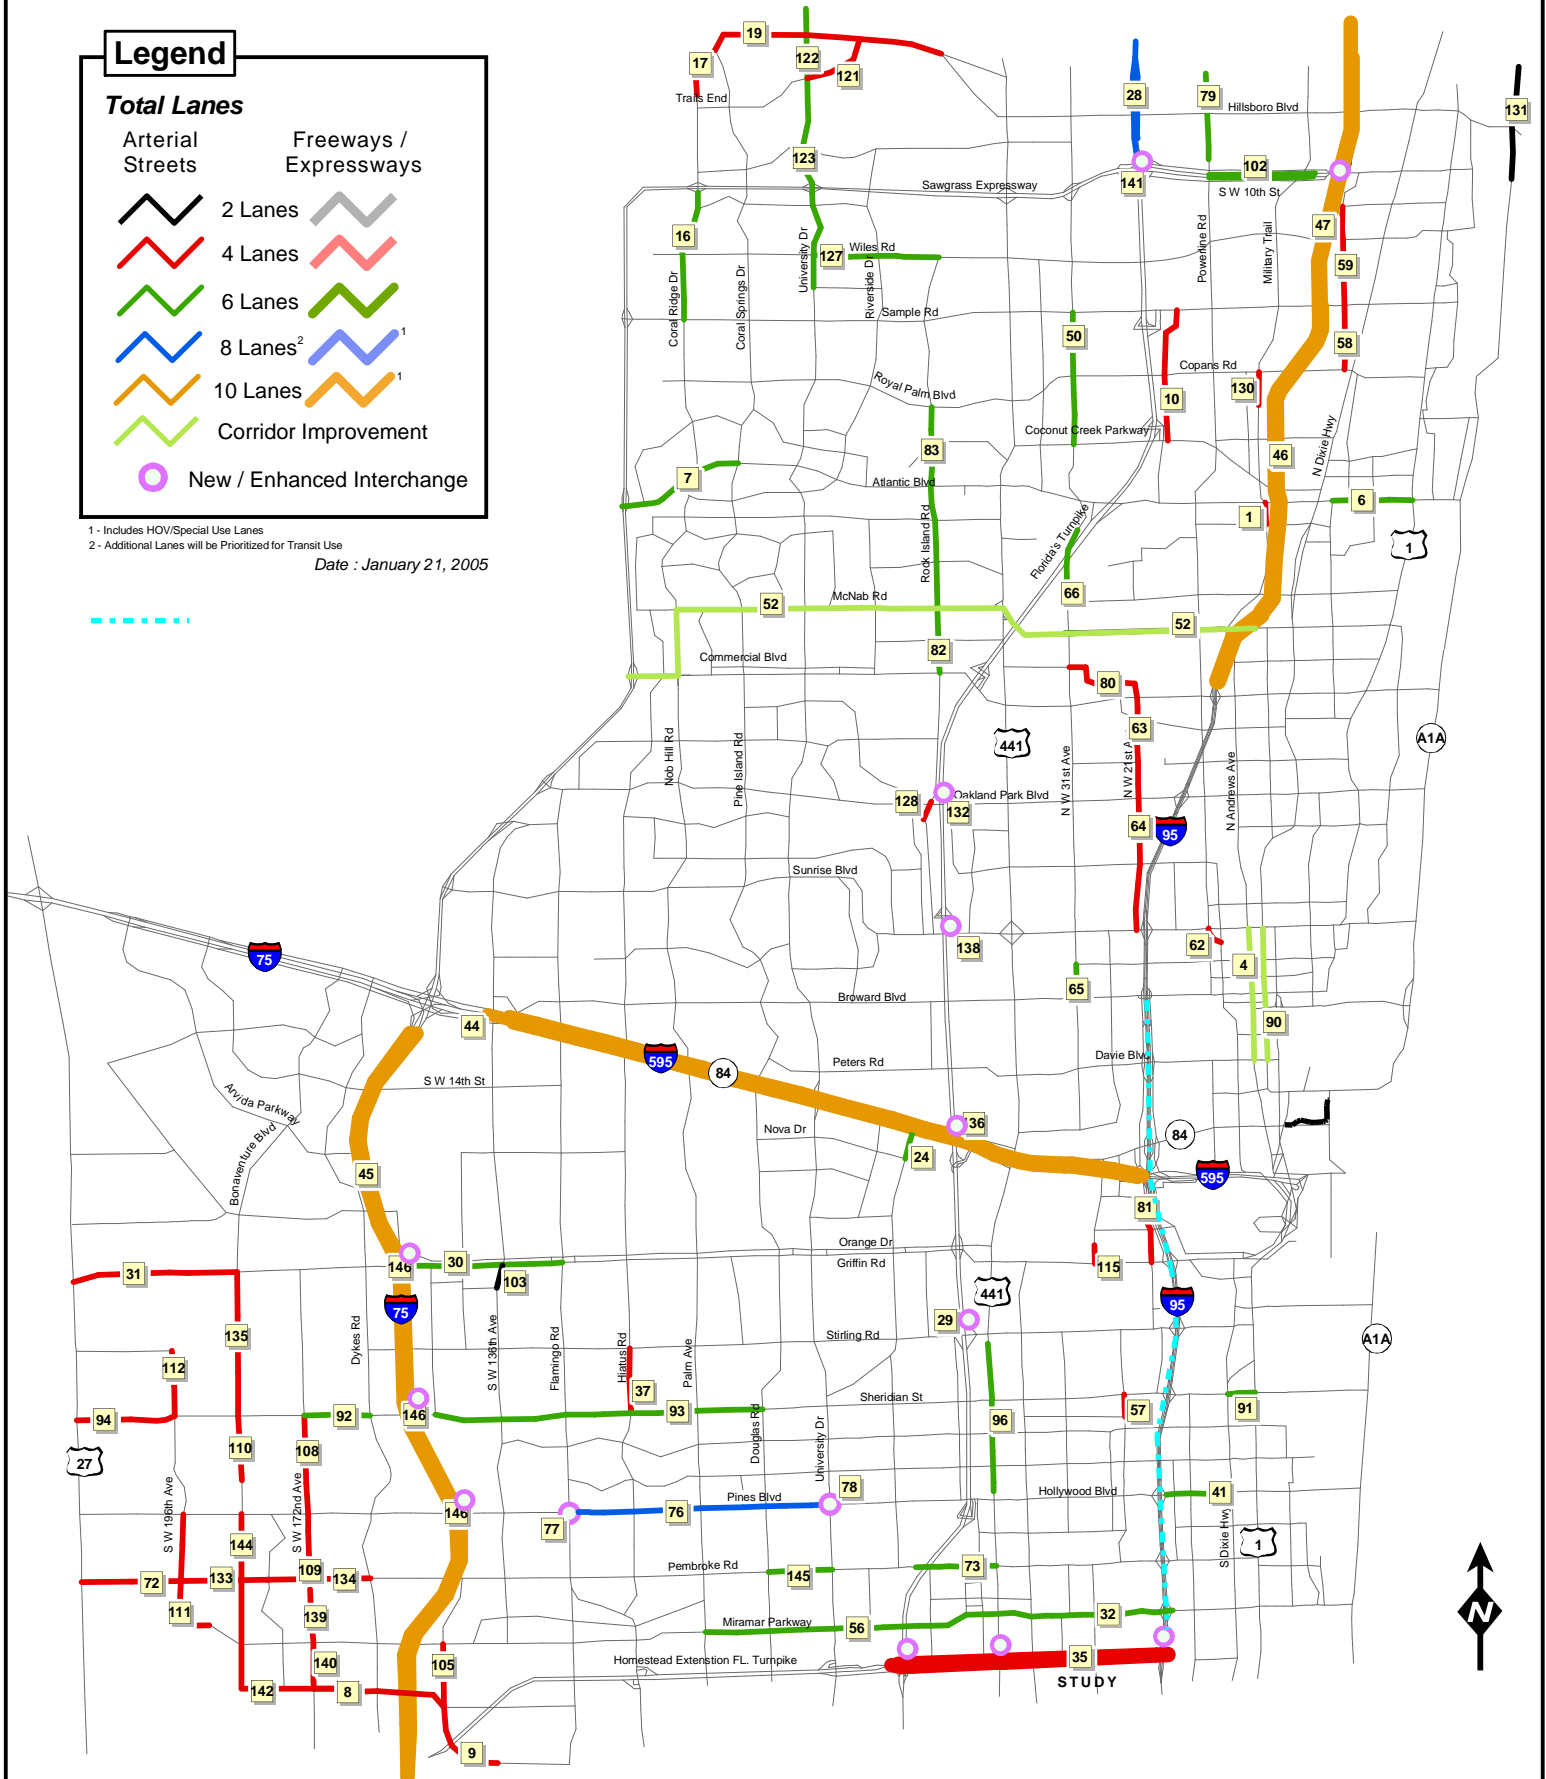 Legend
Total Lanes
Arterial Streets
Freeways / Expressways
2 Lanes
4 Lanes
6 Lanes
8 Lanes2
1
10 Lanes
1
Corridor Improvement
New / Enhanced Interchange
1 - Includes HOV/Special Use Lanes
2 - Additional Lanes will be Prioritized for Transit Use
Date : January 21, 2005
19
17
122
121
Trails End
28
79
Hillsboro Blvd
131
123
141
102
Sawgrass Expressway
S W 10th St
16
127
Wiles Rd
47
59
Coral Ridge Dr
Coral Springs Dr
University Dr
Riverside Dr
Powerline Rd
Military Trail
Sample Rd
50
58
Copans Rd
130
Royal Palm Blvd
10
Coconut Creek Parkway
N Dixie Hwy
83
46
7
Atlantic Blvd
6
1
1
Rock Island Rd
Florida's Turnpike
66
McNab Rd
52
52
Commercial Blvd
82
80
63
Nob Hill Rd
Pine Island Rd
441
N W 31st Ave
N W 21st A
N Andrews Ave
A1A
128
Oakland Park Blvd
132
64
95
Sunrise Blvd
75
138
62
4
65
Broward Blvd
44
90
595
84
Peters Rd
Davie Blvd
S W 14th St
Arvida Parkway
Bonaventure Blvd
Nova Dr
136
84
24
45
595
81
Orange Dr
Griffin Rd
146
30
31
103
115
75
441
95
135
Dykes Rd
S W 136th Ave
Flamingo Rd
Hiatus Rd
Palm Ave
29
Stirling Rd
A1A
112
37
Sheridan St
94
92
146
93
57
91
96
27
110
108
Douglas Rd
University Dr
S W 196th Ave
S W 172nd Ave
78
Pines Blvd
76
Hollywood Blvd
41
146
77
144
S Dixie Hwy
1
Pembroke Rd
73
72
133
109
134
145
111
139
Miramar Parkway
56
32
140
105
Homestead Extenstion FL. Turnpike
35
STUDY
142
8
9
N